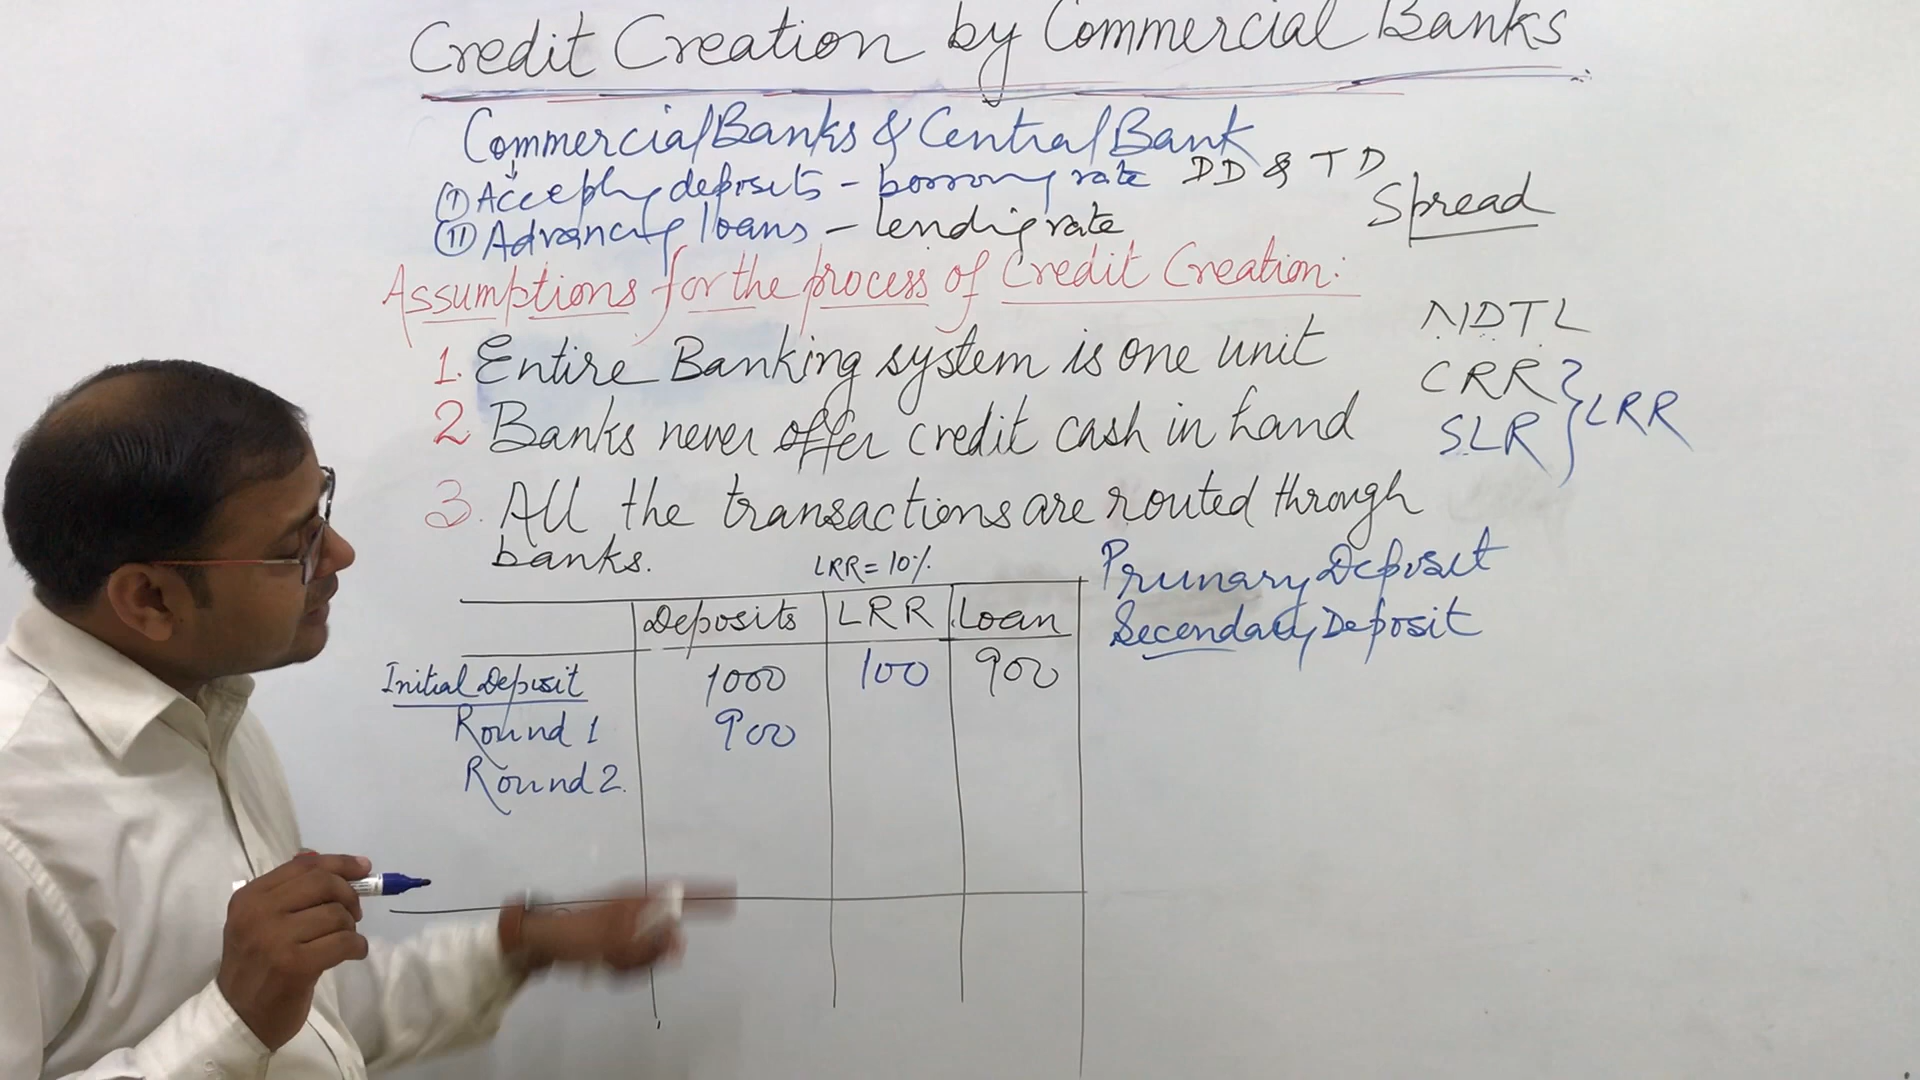 Credit Creation by Commercial Banks
Commercial Banks & Central Bank
(I) Accepting deposits - borrowing rate DD & TD
(II) Advancing loans - lending rate
Spread
Assumptions for the process of Credit Creation:
1. Entire Banking system is one unit
2 Banks never offer credit cash in hand
3. All the transactions are routed through
banks.
NDTL
CRR
SLR } LRR
Primary Deposit
Secendary Deposit
LRR = 10%
Deposits LRR Loan
Initial Deposit 1000 100 900
Round 1 900
Round 2.